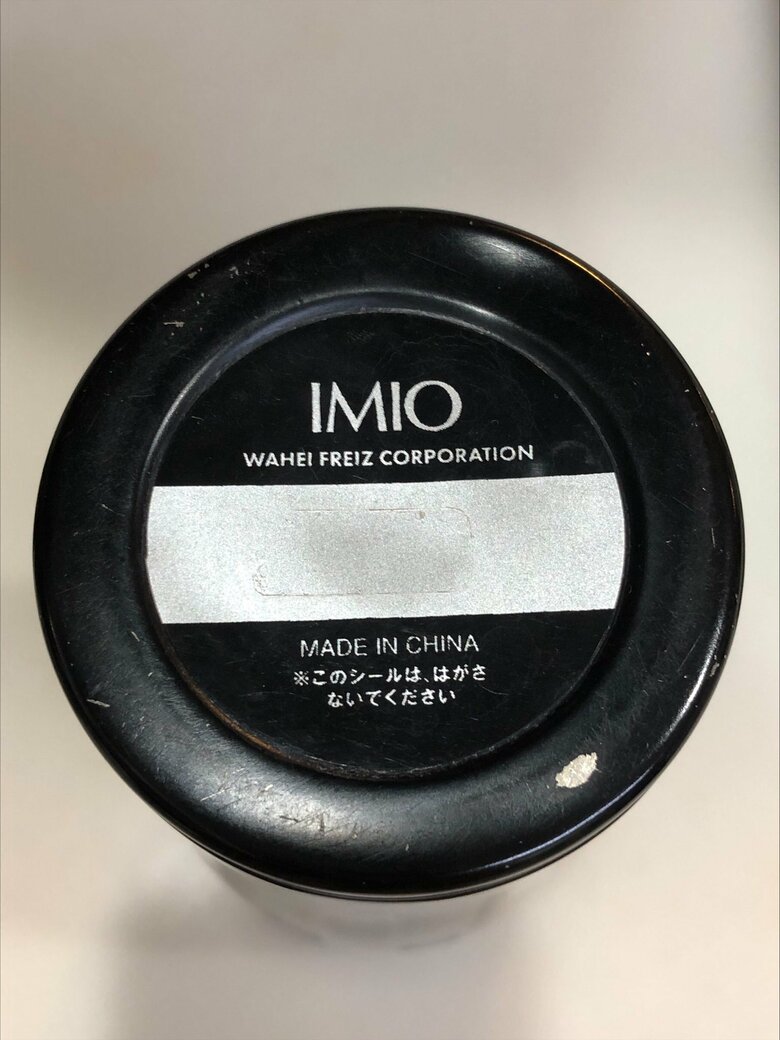 IMIO
WAHEI FREIZ CORPORATION
MADE IN CHINA
※このシールは、はがさ
ないでください